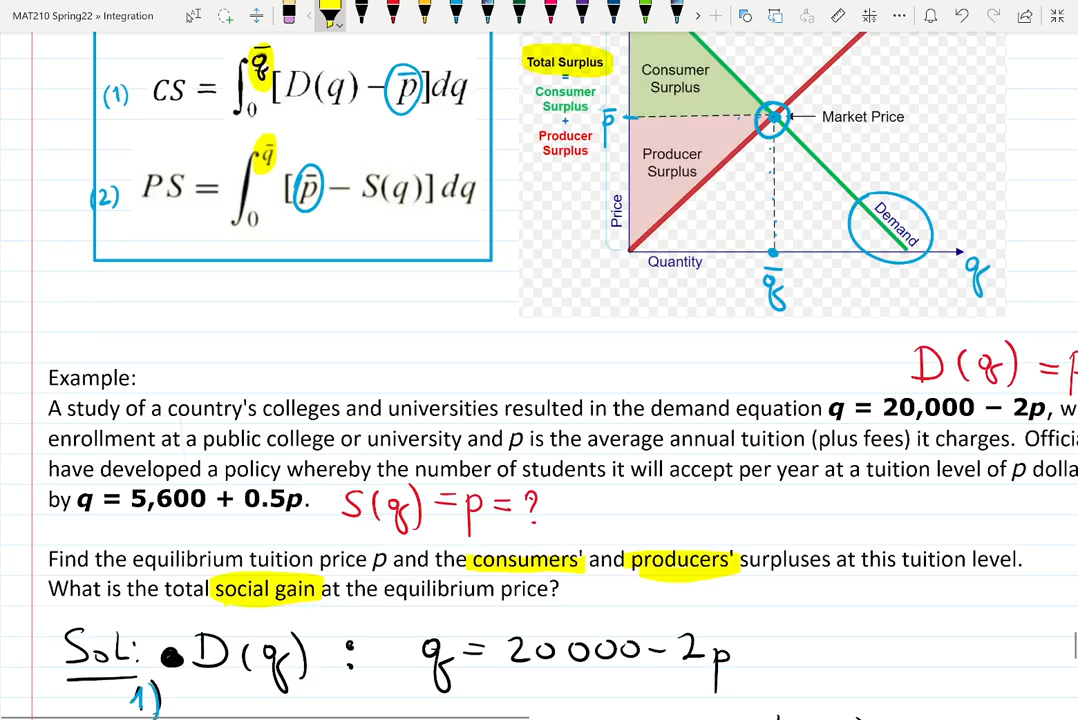 MAT210 Spring22 » Integration
(1) CS = ∫₀^q̄ [D(q) − p̄]dq
(2) PS = ∫₀^q̄ [p̄ − S(q)] dq
Total Surplus
=
Consumer
Surplus
+
Producer
Surplus
Consumer
Surplus
p̄
Market Price
Producer
Surplus
Price
Demand
Quantity
q̄
q
D(q) = p
Example:
A study of a country's colleges and universities resulted in the demand equation q = 20,000 − 2p, w
enrollment at a public college or university and p is the average annual tuition (plus fees) it charges. Offici
have developed a policy whereby the number of students it will accept per year at a tuition level of p dolla
by q = 5,600 + 0.5p. S(q) = p = ?
Find the equilibrium tuition price p and the consumers' and producers' surpluses at this tuition level.
What is the total social gain at the equilibrium price?
Sol: • D(q) : q = 20000 − 2p
1)